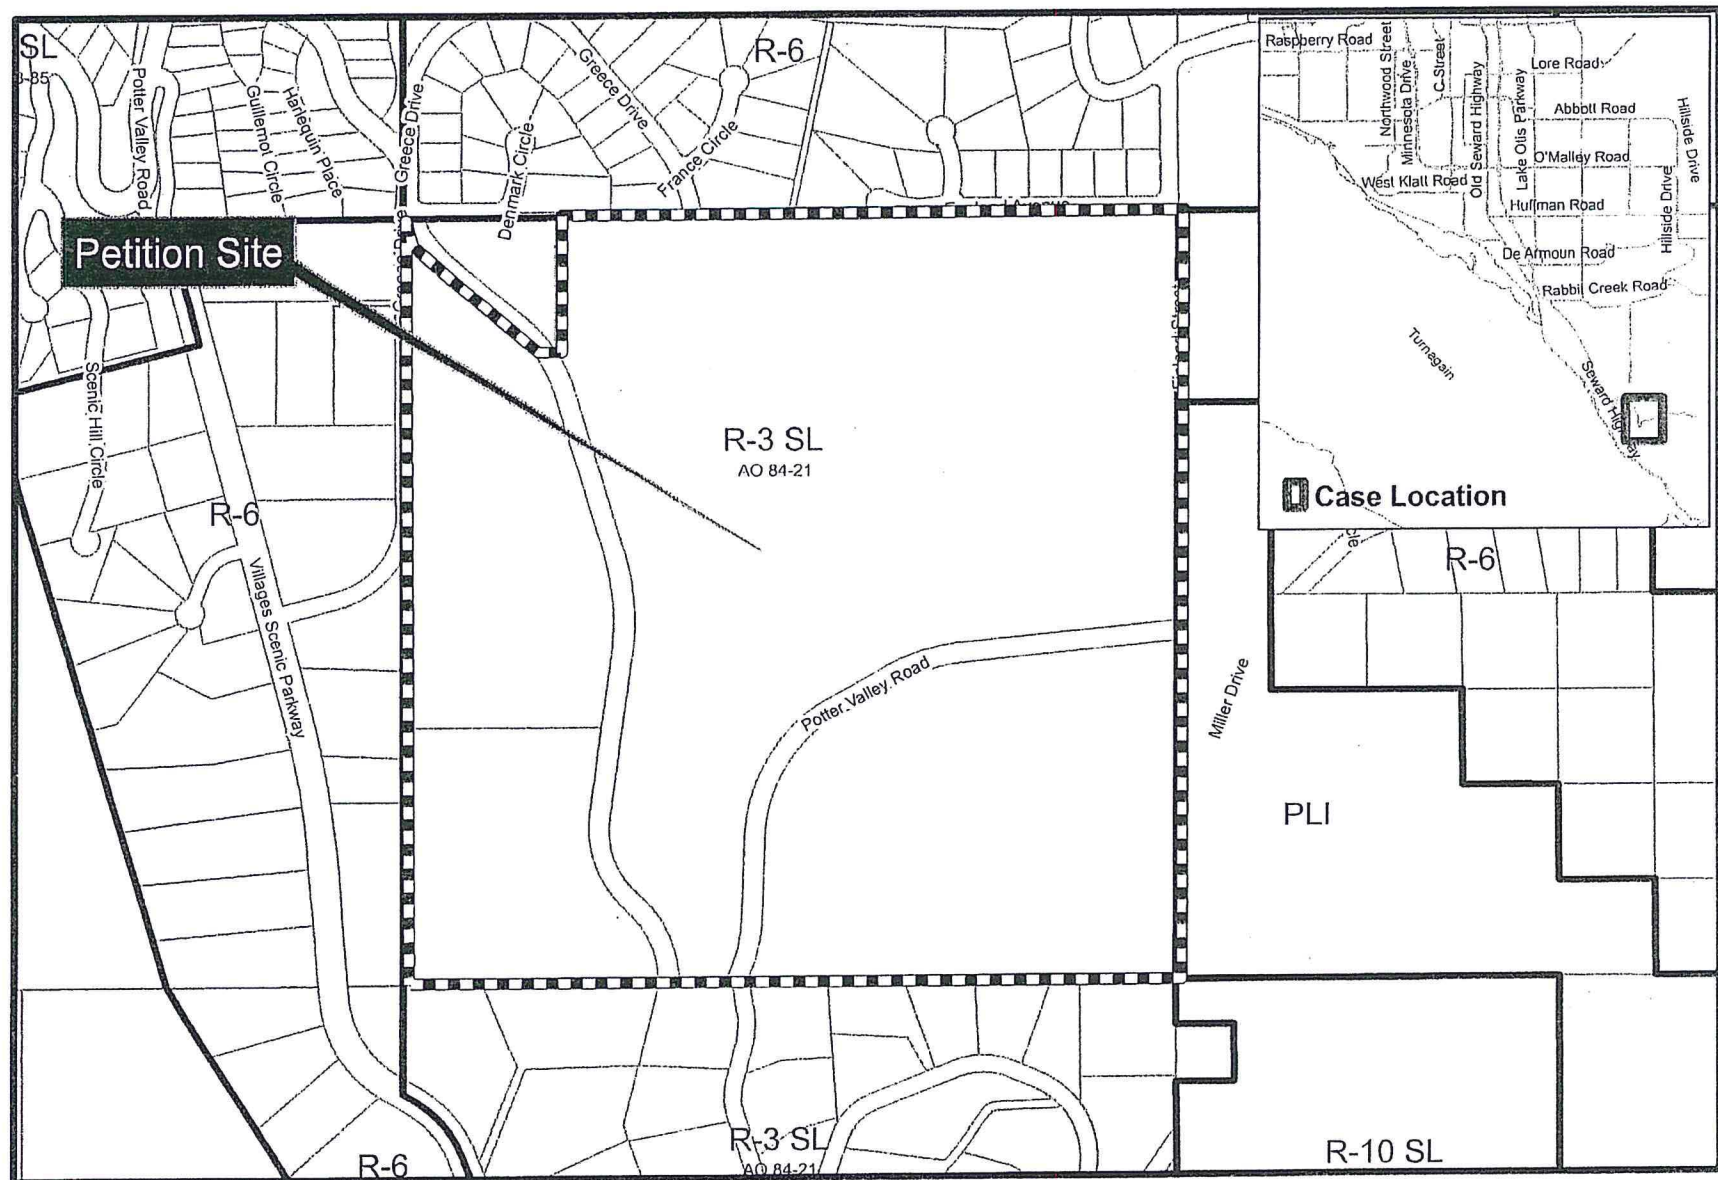 SL
Potter Valley Road
Guillemot Circle
Harlequin Place
Greece Drive
Greece Drive
Denmark Circle
France Circle
R-6
Petition Site
Scenic Hill Circle
R-6
Villages Scenic Parkway
R-3 SL
AO 84-21
Potter Valley Road
Miller Drive
PLI
R-6
R-6
R-3 SL
AO 84-21
R-10 SL
Raspberry Road
Northwood Street
Minnesota Drive
C Street
Old Seward Highway
Lake Otis Parkway
Lore Road
Abbott Road
Hillside Drive
O'Malley Road
West Klatt Road
Huffman Road
Hillside Drive
De Armoun Road
Rabbit Creek Road
Turnagain
Seward Highway
Case Location